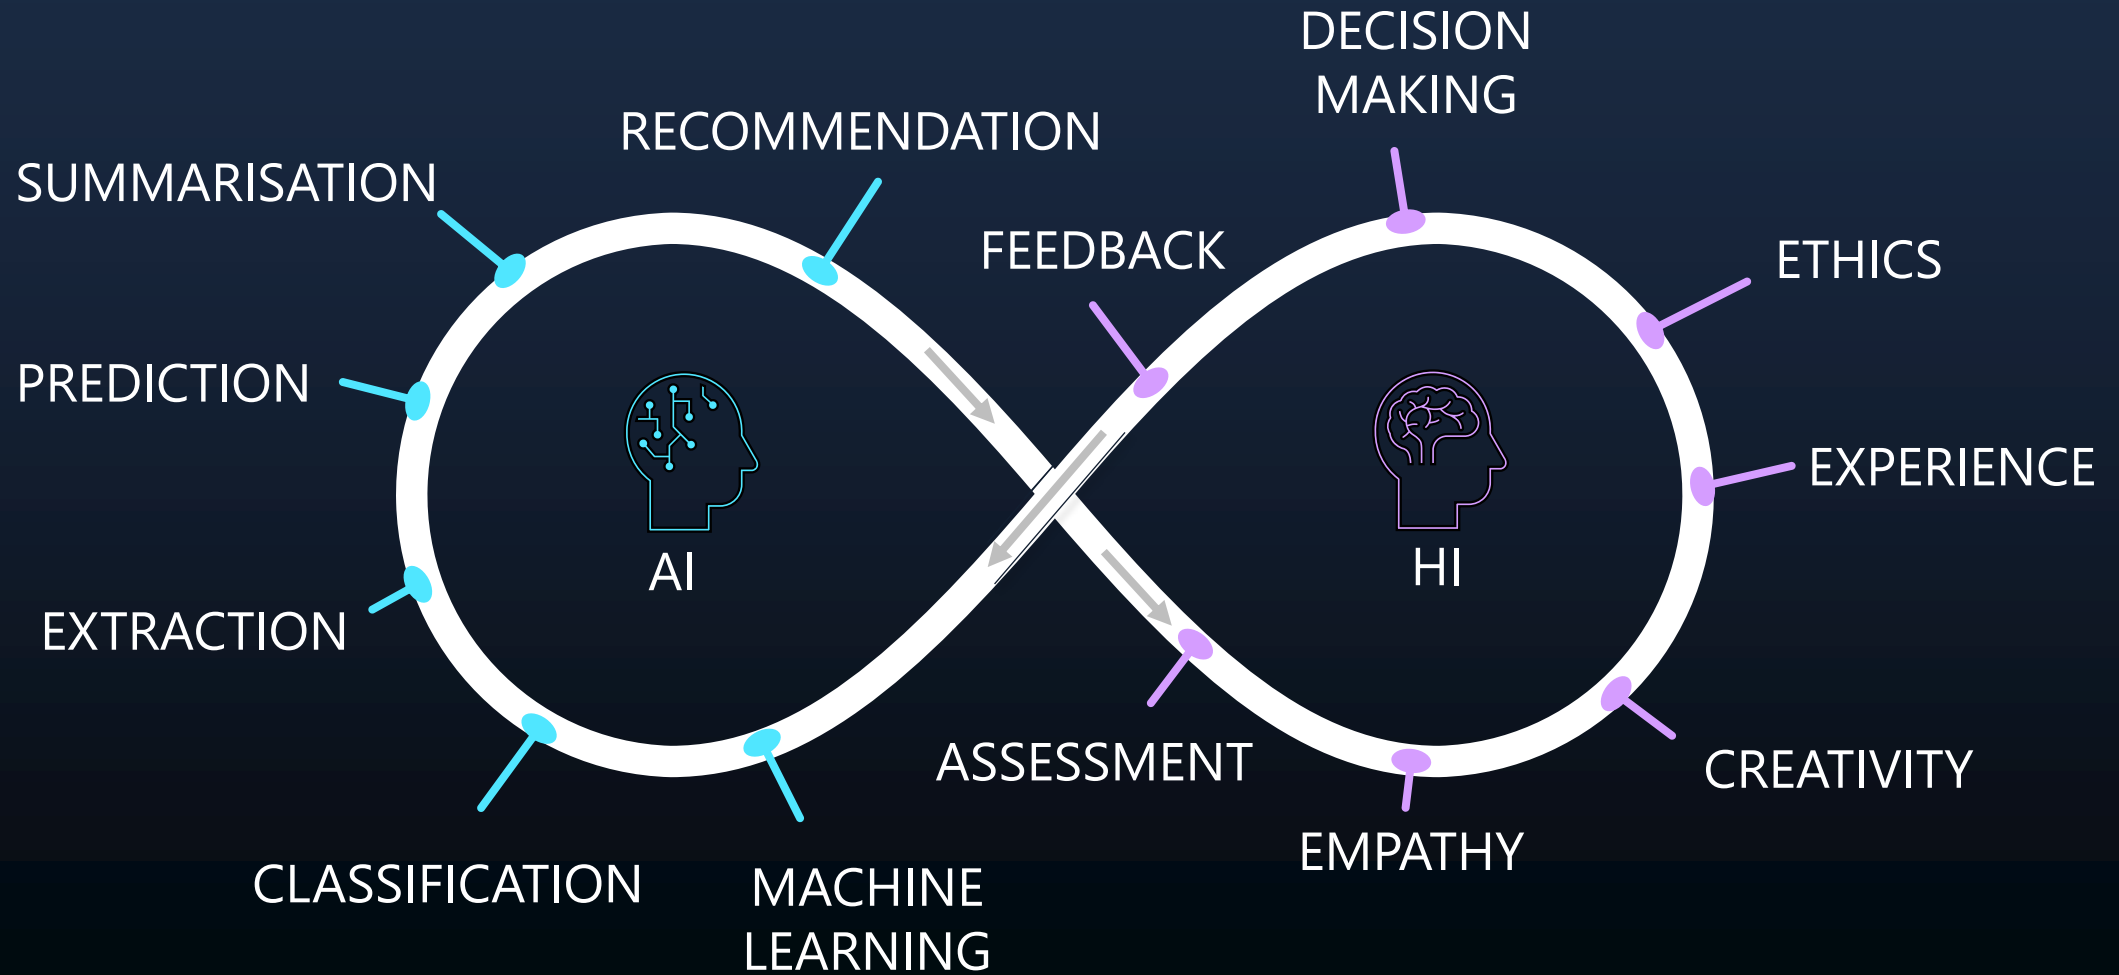 DECISION
MAKING
RECOMMENDATION
SUMMARISATION
FEEDBACK
ETHICS
PREDICTION
EXPERIENCE
AI
HI
EXTRACTION
ASSESSMENT
CREATIVITY
EMPATHY
CLASSIFICATION
MACHINE
LEARNING